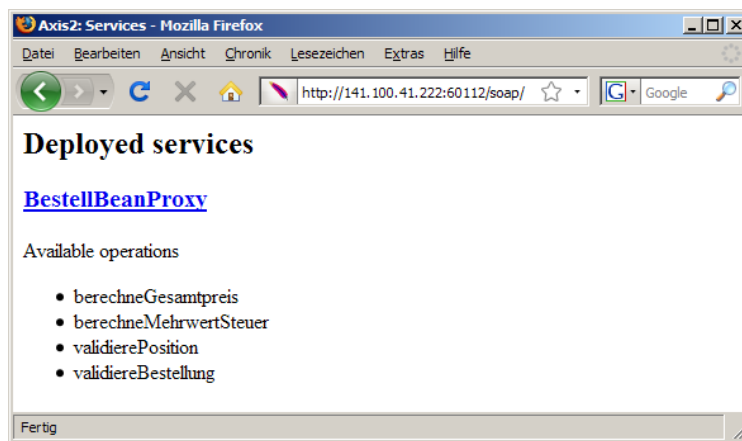 Axis2: Services - Mozilla Firefox
Datei Bearbeiten Ansicht Chronik Lesezeichen Extras Hilfe
http://141.100.41.222:60112/soap/ G Google
Deployed services
BestellBeanProxy
Available operations
berechneGesamtpreis
berechneMehrwertSteuer
validierePosition
validiereBestellung
Fertig